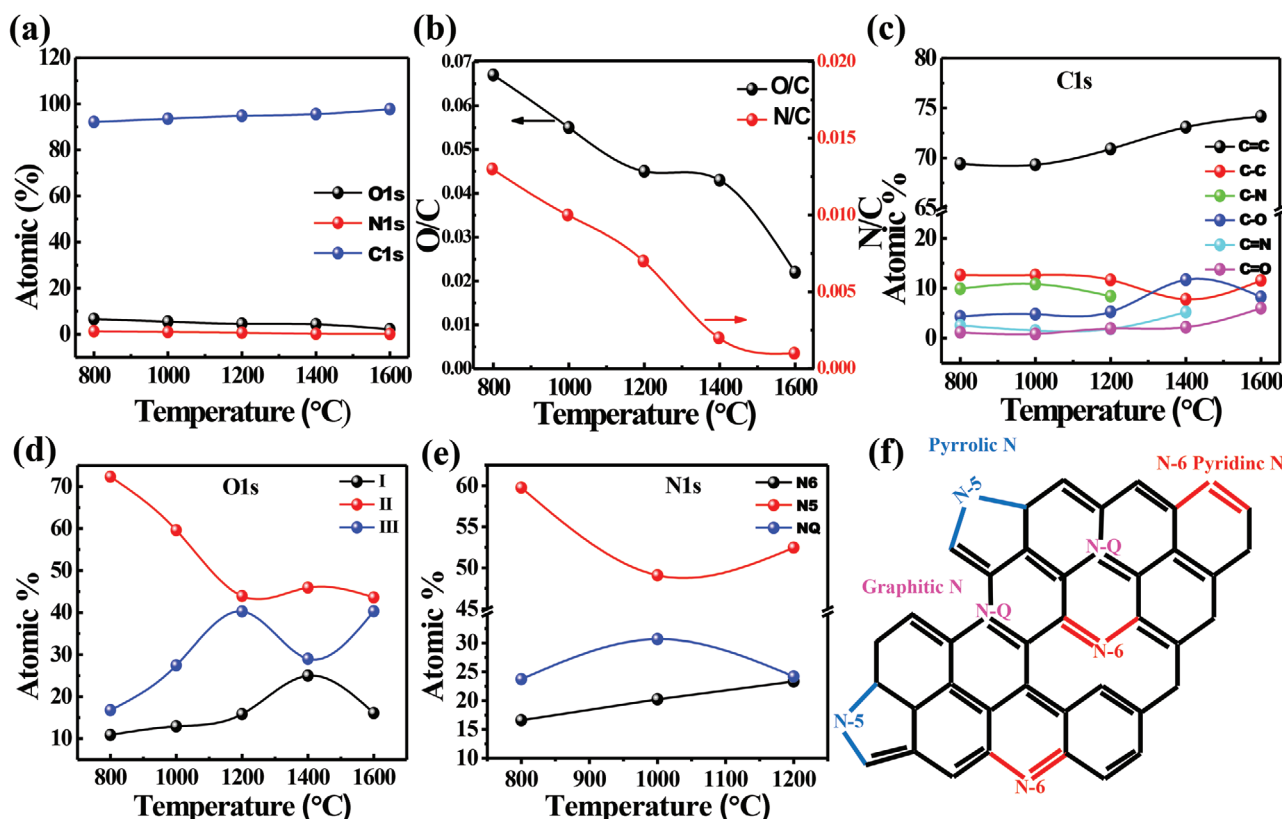 (a)
120
100
80
60
40
20
0
Atomic (%)
O1s
N1s
C1s
800 1000 1200 1400 1600
Temperature (°C)
(b)
0.07
0.06
0.05
0.04
0.03
0.02
0.01
0.00
O/C
O/C
N/C
0.020
0.015
0.010
0.005
0.000
N/C
800 1000 1200 1400 1600
Temperature (°C)
(c)
C1s
80
75
70
65
20
10
0
Atomic %
C=C
C-C
C-N
C-O
C=N
C=O
800 1000 1200 1400 1600
Temperature (°C)
(d)
O1s
70
60
50
40
30
20
10
Atomic %
I
II
III
800 1000 1200 1400 1600
Temperature (°C)
(e)
N1s
60
55
50
45
30
25
20
15
10
Atomic %
N6
N5
NQ
800 900 1000 1100 1200
Temperature (°C)
(f)
Pyrrolic N
N-6 Pyridinc N
N-5
N-Q
Graphitic N
N-Q
N-6
N-5
N-6